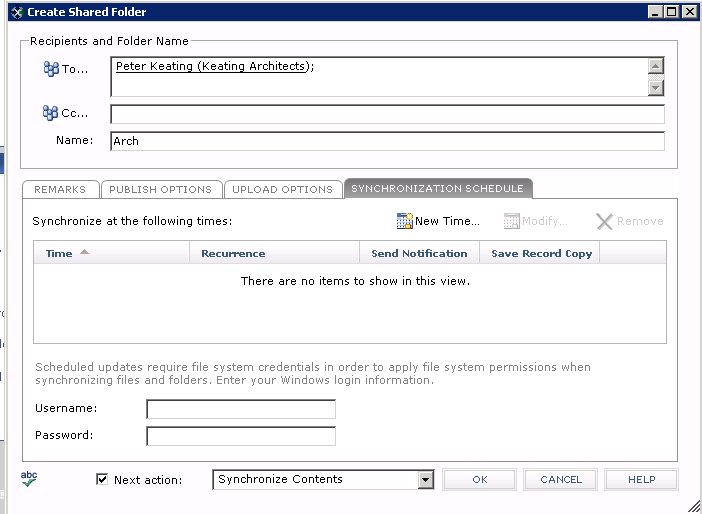 Create Shared Folder
Recipients and Folder Name
To...
Peter Keating (Keating Architects);
Cc...
Name:
Arch
REMARKS
PUBLISH OPTIONS
UPLOAD OPTIONS
SYNCHRONIZATION SCHEDULE
Synchronize at the following times:
New Time...
Modify...
Remove
Time
Recurrence
Send Notification
Save Record Copy
There are no items to show in this view.
Scheduled updates require file system credentials in order to apply file system permissions when
synchronizing files and folders. Enter your Windows login information.
Username:
Password:
abc
Next action:
Synchronize Contents
OK
CANCEL
HELP